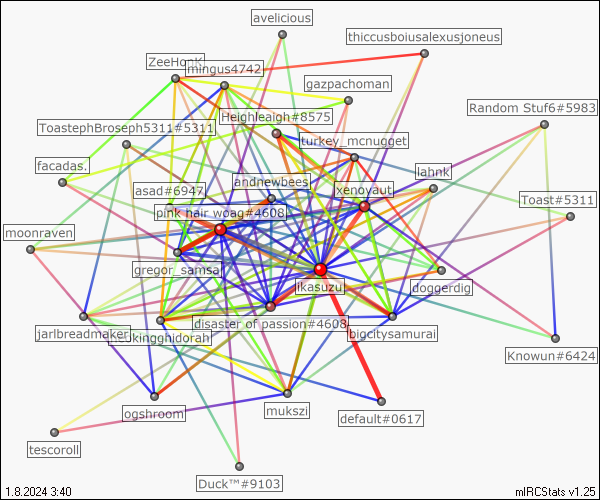 avelicious
thiccusboiusalexusjoneus
ZeeHonK
mingus4742
gazpachoman
Random Stuf6#5983
Heighleigh#8575
ToastephBroseph5311#5311
turkey_mcnugget
facadas.
lahnk
andnewbees
asad#6947
xenoyaut
Toast#5311
pink hair woag#4608
moonraven
gregor_samsa
ikasuzu
doggerdig
disaster of passion#4608
jarlbreadmaker
bigcitysamurai
Knowun#6424
ogshroom
mukszi
default#0617
tescoroll
Duck™#9103
1.8.2024 3:40
mIRCStats v1.25